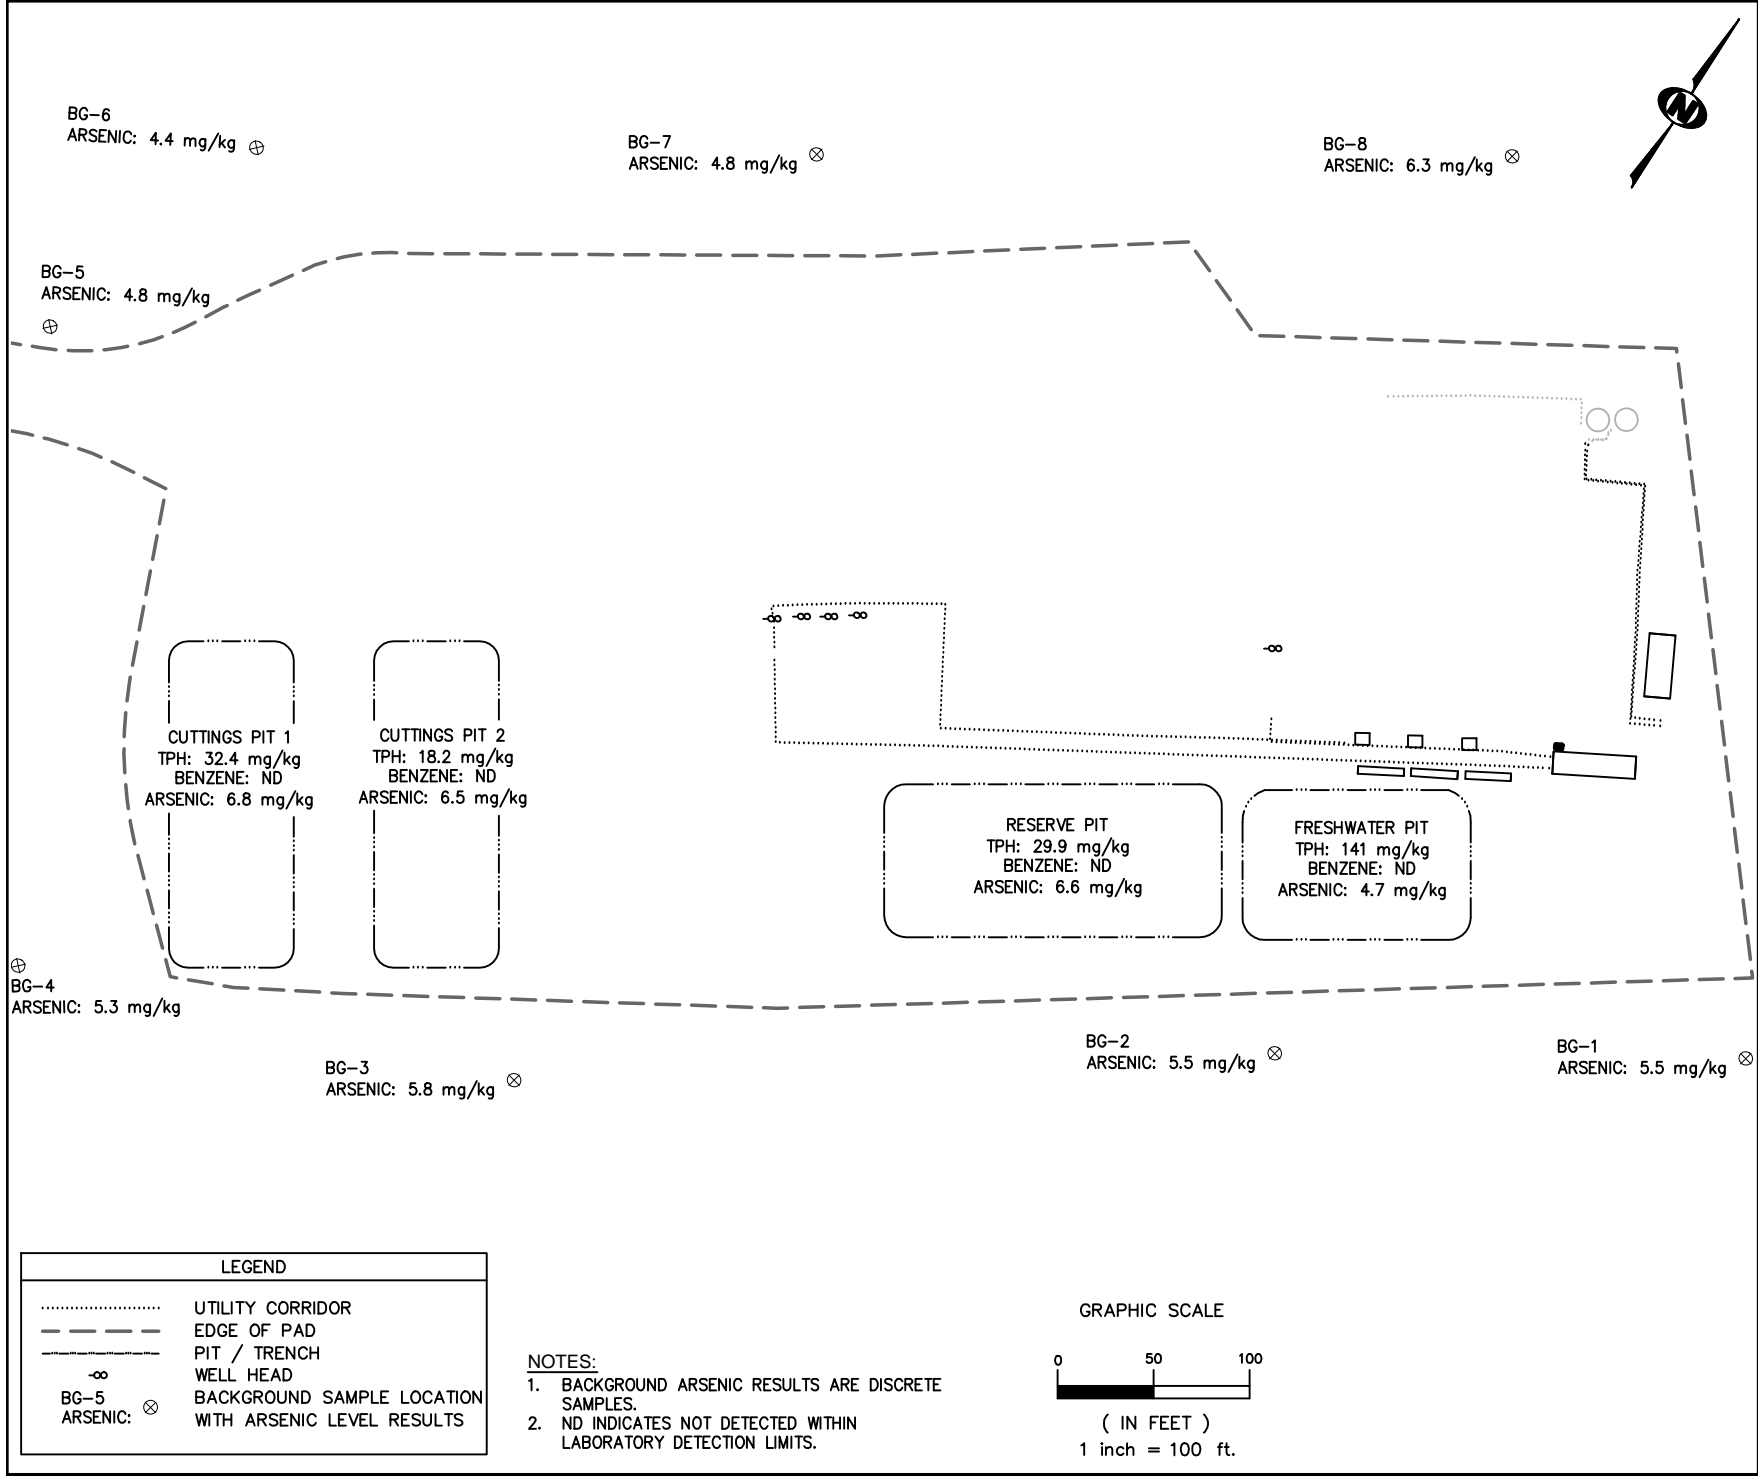 BG-6
ARSENIC: 4.4 mg/kg
BG-7
ARSENIC: 4.8 mg/kg
BG-8
ARSENIC: 6.3 mg/kg
N
BG-5
ARSENIC: 4.8 mg/kg
CUTTINGS PIT 1
TPH: 32.4 mg/kg
BENZENE: ND
ARSENIC: 6.8 mg/kg
CUTTINGS PIT 2
TPH: 18.2 mg/kg
BENZENE: ND
ARSENIC: 6.5 mg/kg
RESERVE PIT
TPH: 29.9 mg/kg
BENZENE: ND
ARSENIC: 6.6 mg/kg
FRESHWATER PIT
TPH: 141 mg/kg
BENZENE: ND
ARSENIC: 4.7 mg/kg
BG-4
ARSENIC: 5.3 mg/kg
BG-3
ARSENIC: 5.8 mg/kg
BG-2
ARSENIC: 5.5 mg/kg
BG-1
ARSENIC: 5.5 mg/kg
LEGEND
UTILITY CORRIDOR
EDGE OF PAD
PIT / TRENCH
WELL HEAD
BG-5
ARSENIC:
BACKGROUND SAMPLE LOCATION
WITH ARSENIC LEVEL RESULTS
NOTES:
1. BACKGROUND ARSENIC RESULTS ARE DISCRETE
SAMPLES.
2. ND INDICATES NOT DETECTED WITHIN
LABORATORY DETECTION LIMITS.
GRAPHIC SCALE
0 50 100
( IN FEET )
1 inch = 100 ft.